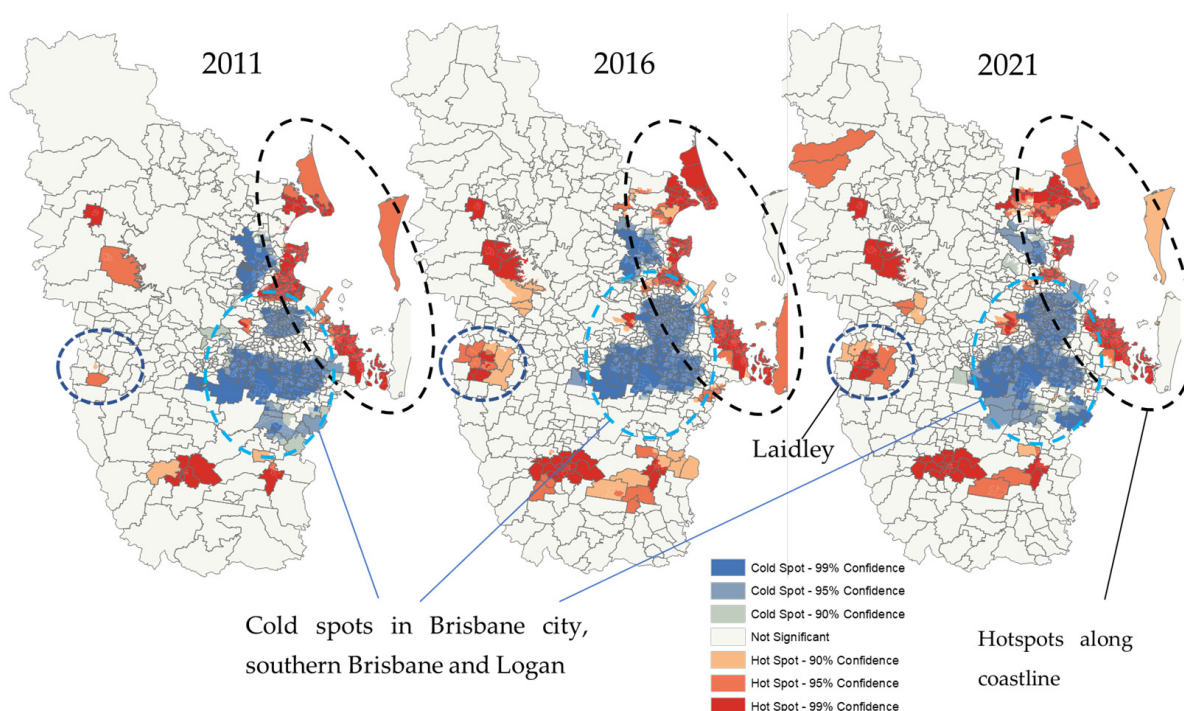 2011
2016
2021
Laidley
Cold spots in Brisbane city,
southern Brisbane and Logan
Cold Spot - 99% Confidence
Cold Spot - 95% Confidence
Cold Spot - 90% Confidence
Not Significant
Hot Spot - 90% Confidence
Hot Spot - 95% Confidence
Hot Spot - 99% Confidence
Hotspots along
coastline